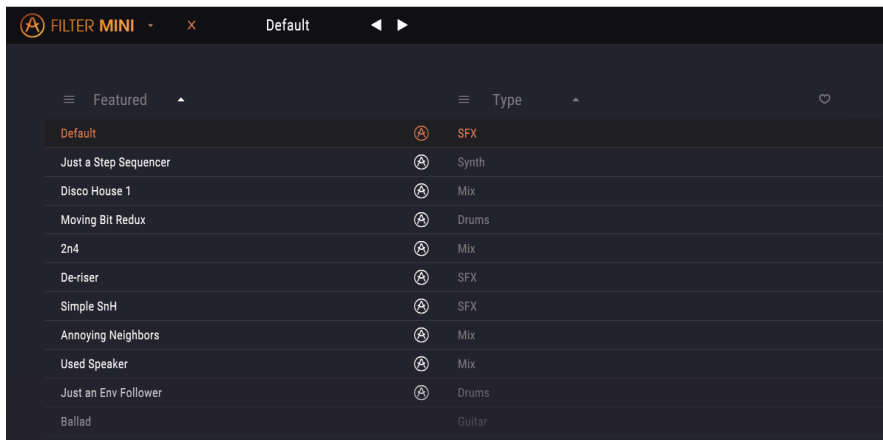 FILTER MINI Default
Featured Type
Default SFX
Just a Step Sequencer Synth
Disco House 1 Mix
Moving Bit Redux Drums
2n4 Mix
De-riser SFX
Simple SnH SFX
Annoying Neighbors Mix
Used Speaker Mix
Just an Env Follower Drums
Ballad Guitar